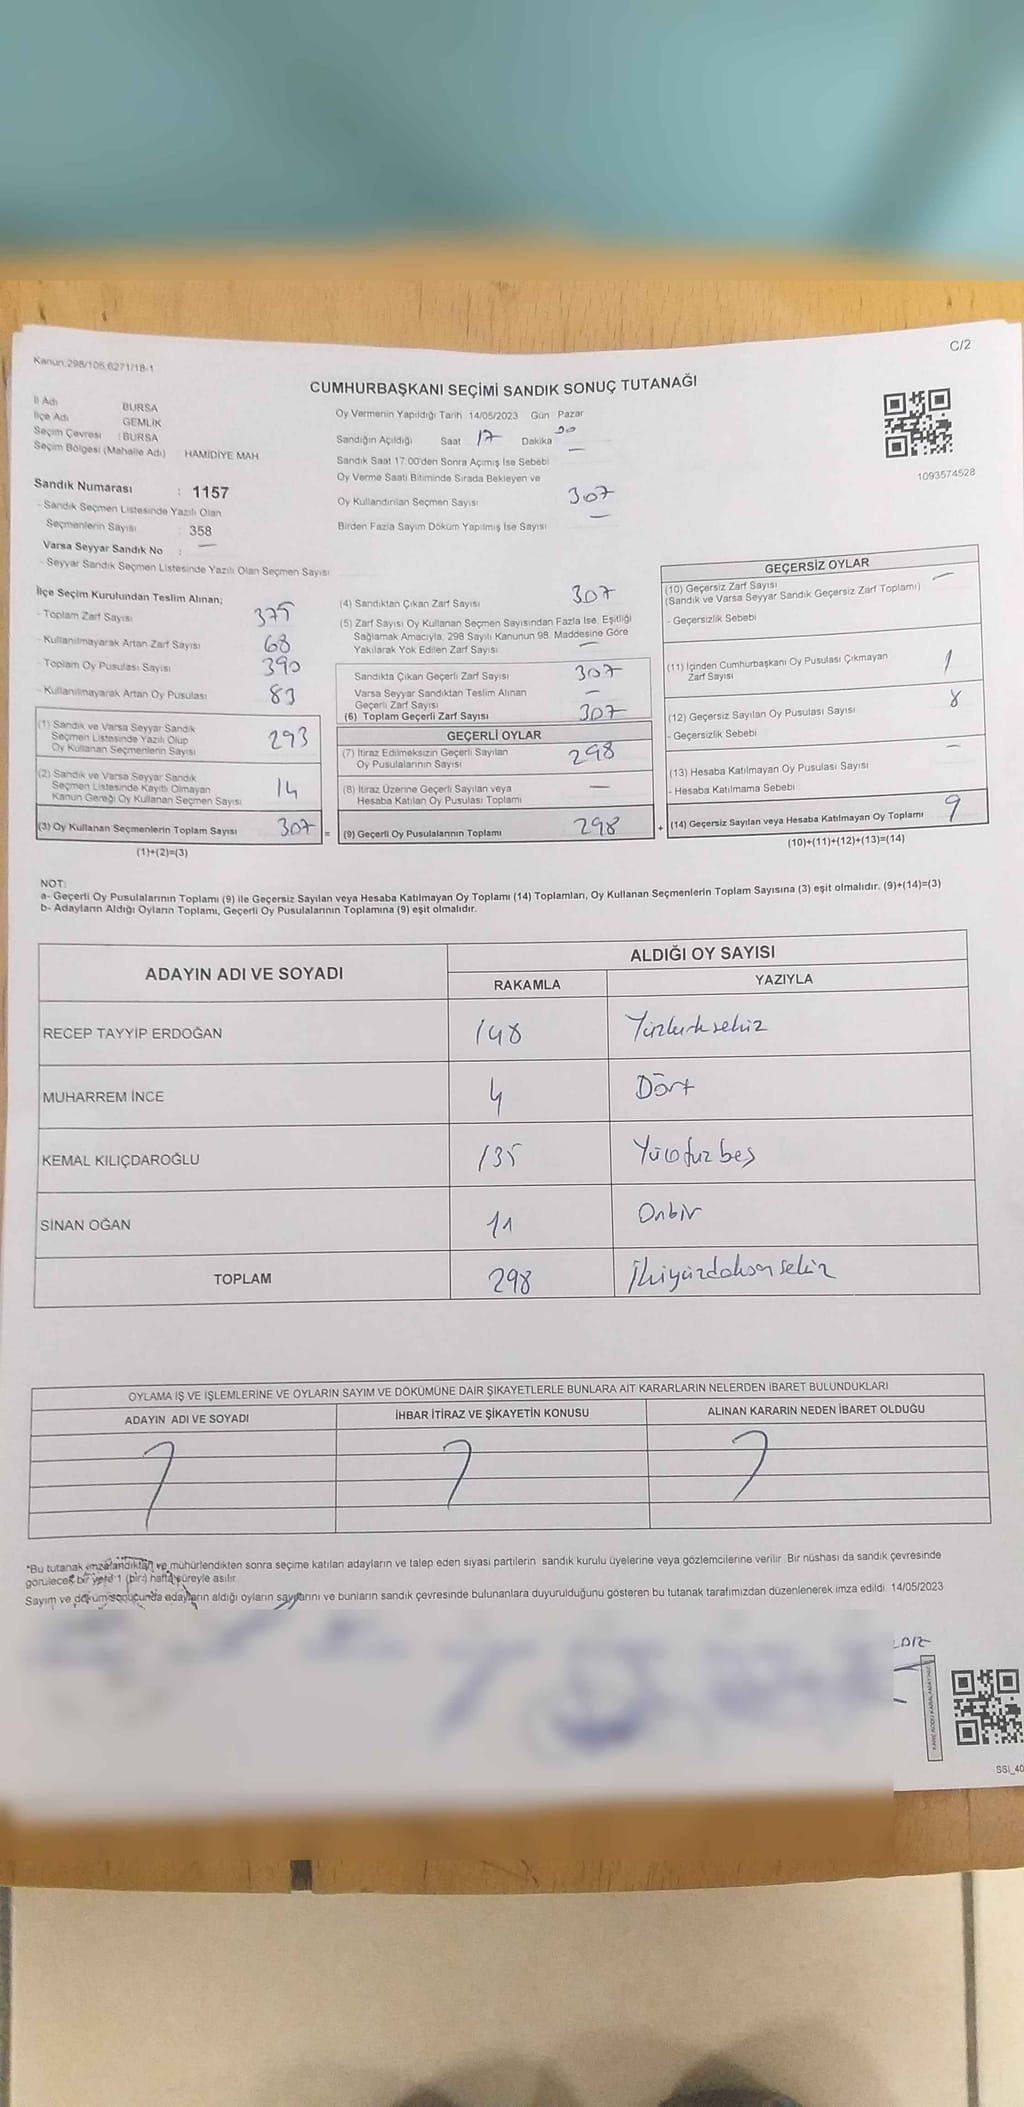 C/2
Kanun:298/105,6271/18-1
CUMHURBAŞKANI SEÇİMİ SANDIK SONUÇ TUTANAĞI
İl Adı BURSA
İlçe Adı GEMLİK
Seçim Çevresi : BURSA
Seçim Bölgesi (Mahalle Adı) HAMİDİYE MAH
Sandık Numarası : 1157
- Sandık Seçmen Listesinde Yazılı Olan
Seçmenlerin Sayısı : 358
Varsa Seyyar Sandık No : —
- Seyyar Sandık Seçmen Listesinde Yazılı Olan Seçmen Sayısı
Oy Vermenin Yapıldığı Tarih 14/05/2023 Gün Pazar
Sandığın Açıldığı Saat 17 Dakika
Sandık Saat 17:00'den Sonra Açımış İse Sebebi —
Oy Verme Saati Bitiminde Sırada Bekleyen ve
Oy Kullandırılan Seçmen Sayısı 307
Birden Fazla Sayım Döküm Yapılmış İse Sayısı —
1093574528
İlçe Seçim Kurulundan Teslim Alınan;
- Toplam Zarf Sayısı 375
- Kullanılmayarak Artan Zarf Sayısı 68
- Toplam Oy Pusulası Sayısı 390
- Kullanılmayarak Artan Oy Pusulası 83
(1) Sandık ve Varsa Seyyar Sandık
Seçmen Listesinde Yazılı Olup
Oy Kullanan Seçmenlerin Sayısı 293
(2) Sandık ve Varsa Seyyar Sandık
Seçmen Listesinde Kayıtlı Olmayan
Kanun Gereği Oy Kullanan Seçmen Sayısı 14
(3) Oy Kullanan Seçmenlerin Toplam Sayısı 307 =
(1)+(2)=(3)
(4) Sandıktan Çıkan Zarf Sayısı 307
(5) Zarf Sayısı Oy Kullanan Seçmen Sayısından Fazla İse, Eşitliği
Sağlamak Amacıyla, 298 Sayılı Kanunun 98. Maddesine Göre
Yakılarak Yok Edilen Zarf Sayısı —
Sandıkta Çıkan Geçerli Zarf Sayısı 307
Varsa Seyyar Sandıktan Teslim Alınan
Geçerli Zarf Sayısı —
(6) Toplam Geçerli Zarf Sayısı 307
GEÇERLİ OYLAR
(7) İtiraz Edilmeksizin Geçerli Sayılan
Oy Pusulalarının Sayısı 298
(8) İtiraz Üzerine Geçerli Sayılan veya
Hesaba Katılan Oy Pusulası Toplamı —
(9) Geçerli Oy Pusulalarının Toplamı 298 +
GEÇERSİZ OYLAR
(10) Geçersiz Zarf Sayısı —
(Sandık ve Varsa Seyyar Sandık Geçersiz Zarf Toplamı)
- Geçersizlik Sebebi
(11) İçinden Cumhurbaşkanı Oy Pusulası Çıkmayan
Zarf Sayısı 1
(12) Geçersiz Sayılan Oy Pusulası Sayısı 8
- Geçersizlik Sebebi
(13) Hesaba Katılmayan Oy Pusulası Sayısı —
- Hesaba Katılmama Sebebi
(14) Geçersiz Sayılan veya Hesaba Katılmayan Oy Toplamı 9
(10)+(11)+(12)+(13)=(14)
NOT:
a- Geçerli Oy Pusulalarının Toplamı (9) ile Geçersiz Sayılan veya Hesaba Katılmayan Oy Toplamı (14) Toplamları, Oy Kullanan Seçmenlerin Toplam Sayısına (3) eşit olmalıdır. (9)+(14)=(3)
b- Adayların Aldığı Oyların Toplamı, Geçerli Oy Pusulalarının Toplamına (9) eşit olmalıdır.
ADAYIN ADI VE SOYADI ALDIĞI OY SAYISI
RAKAMLA YAZIYLA
RECEP TAYYİP ERDOĞAN 148 Yüzkırksekiz
MUHARREM İNCE 4 Dört
KEMAL KILIÇDAROĞLU 135 Yüzotuzbeş
SİNAN OĞAN 11 Onbir
TOPLAM 298 İkiyüzdoksansekiz
OYLAMA İŞ VE İŞLEMLERİNE VE OYLARIN SAYIM VE DÖKÜMÜNE DAİR ŞİKAYETLERLE BUNLARA AİT KARARLARIN NELERDEN İBARET BULUNDUKLARI
ADAYIN ADI VE SOYADI İHBAR İTİRAZ VE ŞİKAYETİN KONUSU ALINAN KARARIN NEDEN İBARET OLDUĞU
*Bu tutanak imzalandıktan ve mühürlendikten sonra seçime katılan adayların ve talep eden siyasi partilerin sandık kurulu üyelerine veya gözlemcilerine verilir. Bir nüshası da sandık çevresinde
görülecek bir yere 1 (bir) hafta süreyle asılır.
Sayım ve döküm sonucunda adayların aldığı oyların sayılarını ve bunların sandık çevresinde bulunanlara duyurulduğunu gösteren bu tutanak tarafımızdan düzenlenerek imza edildi. 14/05/2023
KARE KODU KARALAMAYINIZ
SSI_40